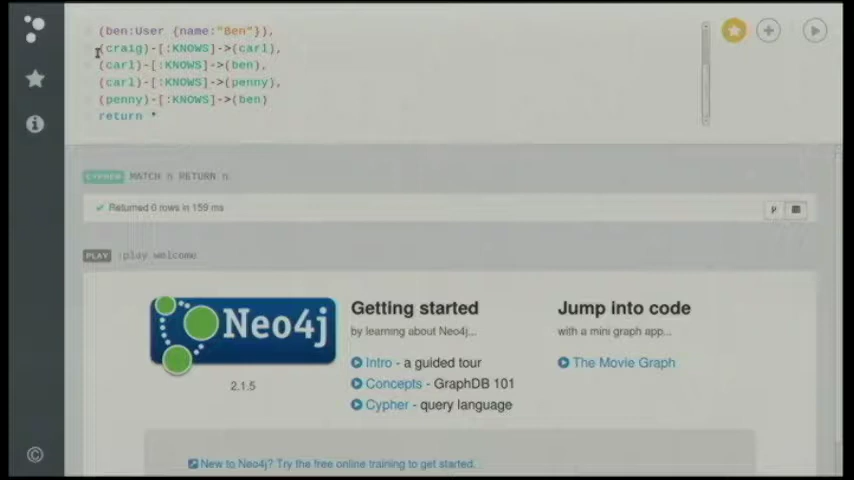 (ben:User {name:"Ben"}),
(craig)-[:KNOWS]->(carl),
(carl)-[:KNOWS]->(ben),
(carl)-[:KNOWS]->(penny),
(penny)-[:KNOWS]->(ben)
return *
CYPHER MATCH n RETURN n
Returned 0 rows in 159 ms
PLAY :play welcome
Neo4j
2.1.5
Getting started
by learning about Neo4j...
Intro - a guided tour
Concepts - GraphDB 101
Cypher - query language
Jump into code
with a mini graph app...
The Movie Graph
New to Neo4j? Try the free online training to get started.
©